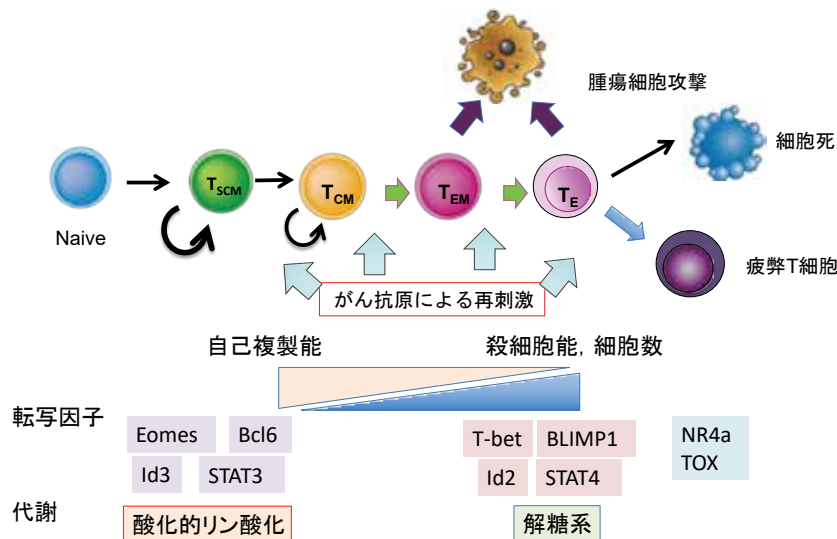 腫瘍細胞攻撃
細胞死
Naive
TSCM
TCM
TEM
TE
疲弊T細胞
がん抗原による再刺激
自己複製能
殺細胞能，細胞数
転写因子
Eomes
Bcl6
Id3
STAT3
T-bet
BLIMP1
Id2
STAT4
NR4a
TOX
代謝
酸化的リン酸化
解糖系